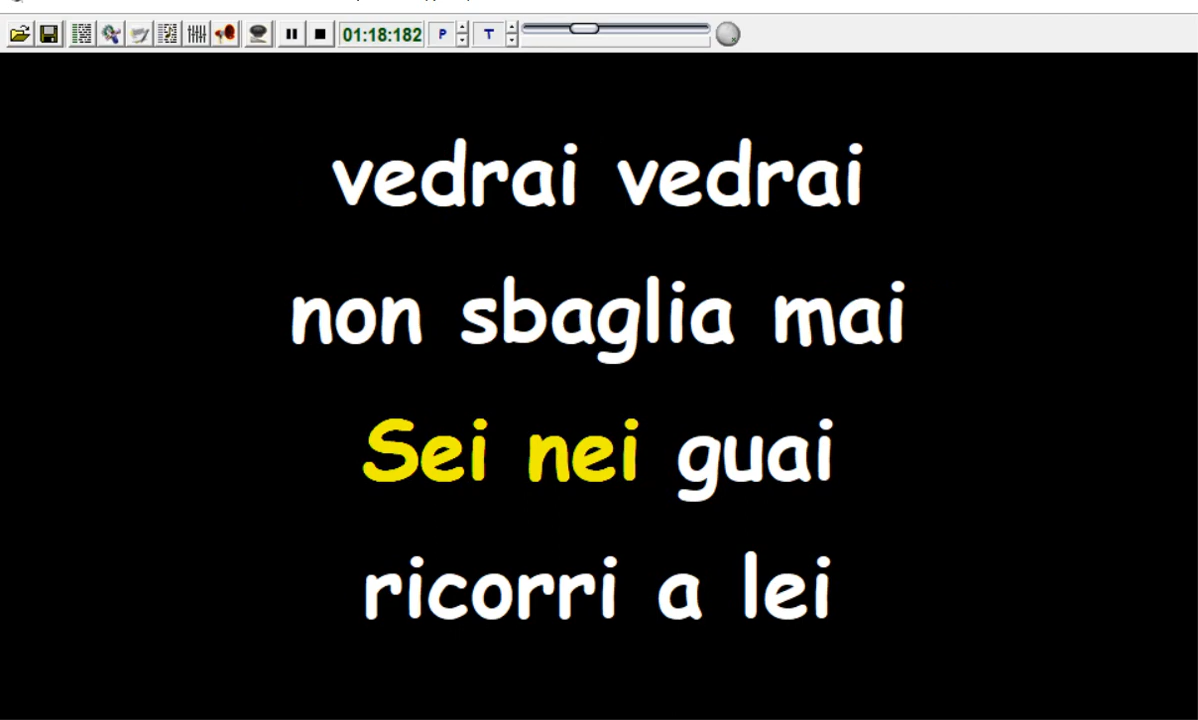 01:18:182 P T
vedrai vedrai
non sbaglia mai
Sei nei guai
ricorri a lei